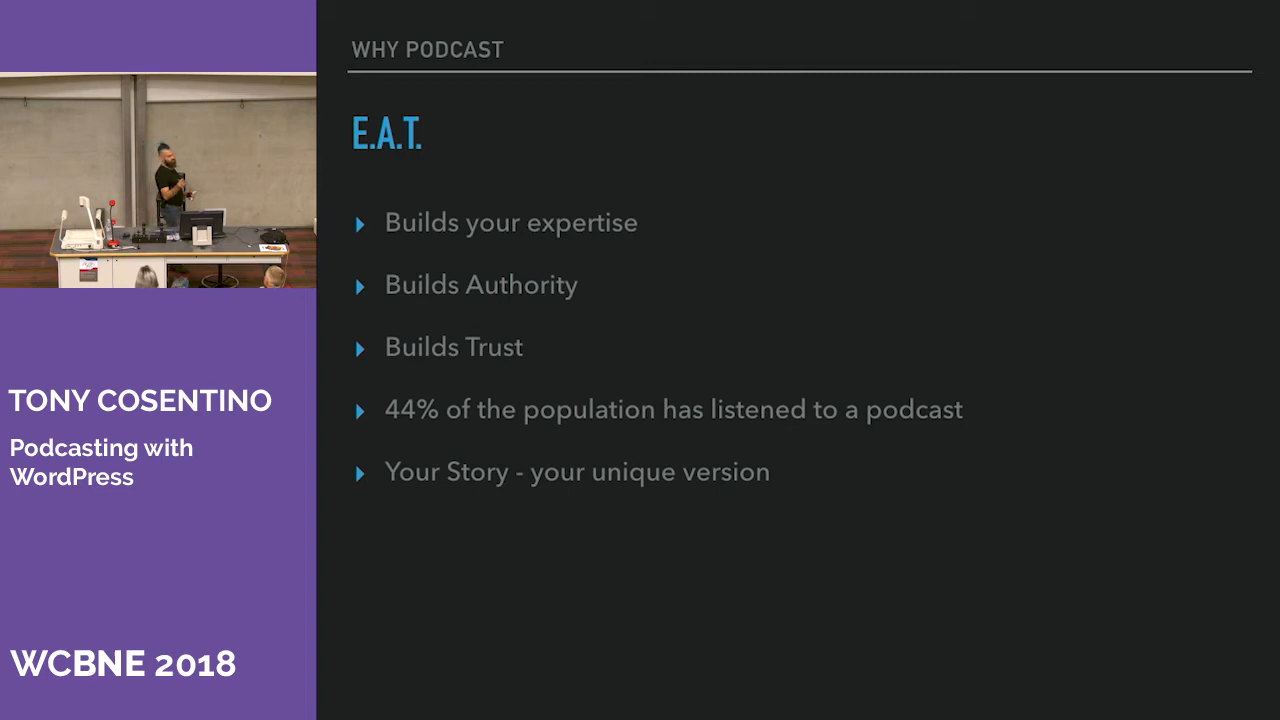 WHY PODCAST
E.A.T.
Builds your expertise
Builds Authority
Builds Trust
44% of the population has listened to a podcast
Your Story - your unique version
TONY COSENTINO
Podcasting with
WordPress
WCBNE 2018